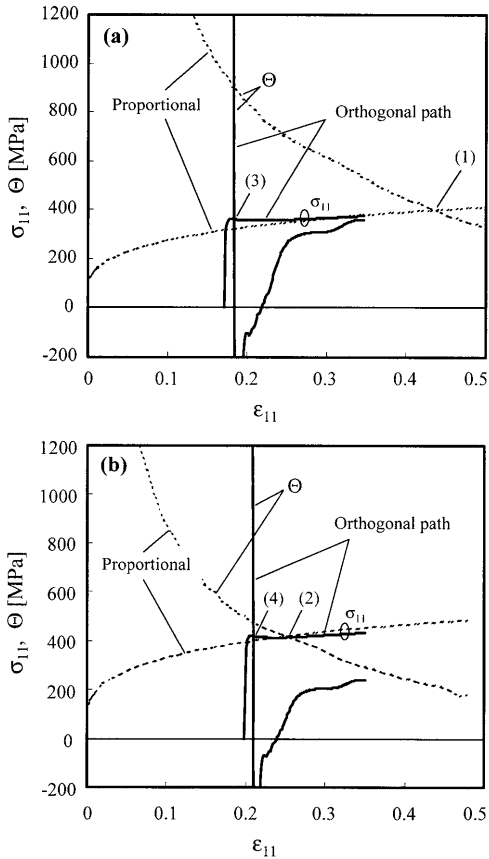 (a)
1200
1000
800
600
400
200
0
-200
Θ
Proportional
Orthogonal path
(1)
(3)
σ11
σ11, Θ [MPa]
0
0.1
0.2
0.3
0.4
0.5
ε11
(b)
1200
1000
800
600
400
200
0
-200
Θ
Orthogonal path
Proportional
(4)
(2)
σ11
σ11, Θ [MPa]
0
0.1
0.2
0.3
0.4
0.5
ε11